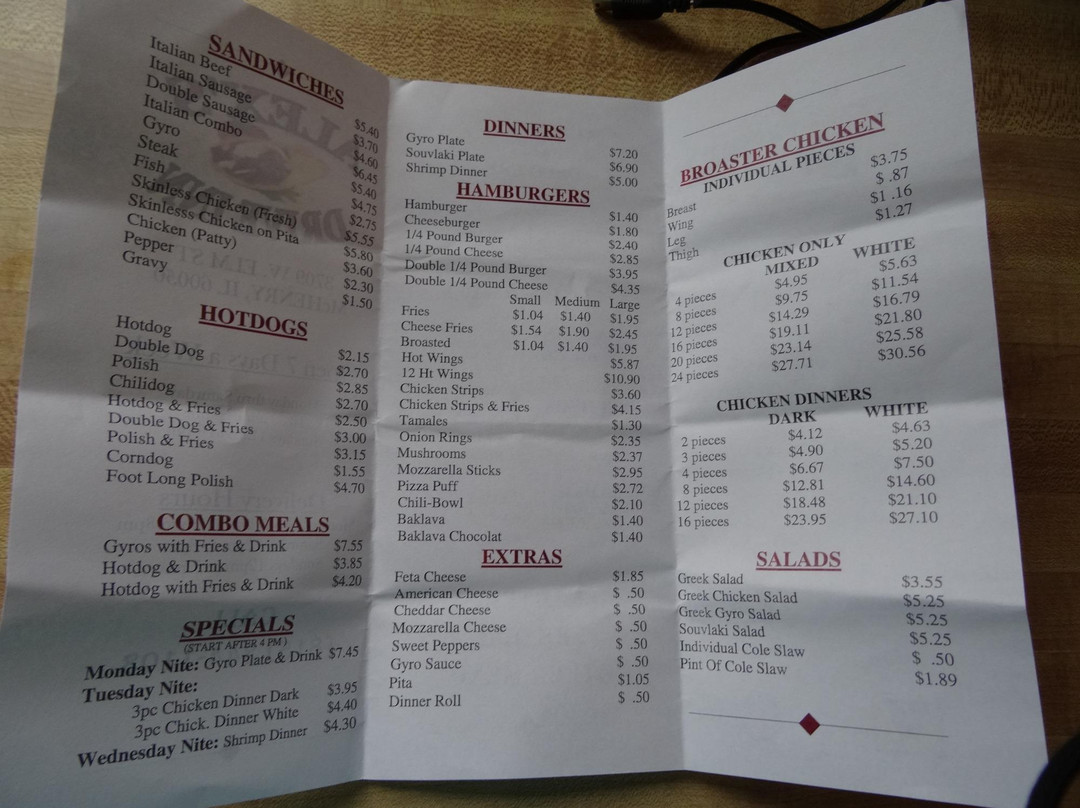 SANDWICHES
Italian Beef $5.40
Italian Sausage $3.70
Double Sausage $4.60
Italian Combo $6.45
Gyro $5.40
Steak $4.75
Fish $2.75
Skinless Chicken (Fresh) $5.55
Skinlesss Chicken on Pita $5.80
Chicken (Patty) $3.60
Pepper $2.30
Gravy $1.50
HOTDOGS
Hotdog $2.15
Double Dog $2.70
Polish $2.85
Chilidog $2.70
Hotdog & Fries $2.50
Double Dog & Fries $3.00
Polish & Fries $3.15
Corndog $1.55
Foot Long Polish $4.70
COMBO MEALS
Gyros with Fries & Drink $7.55
Hotdog & Drink $3.85
Hotdog with Fries & Drink $4.20
SPECIALS
(START AFTER 4 PM )
Monday Nite: Gyro Plate & Drink $7.45
Tuesday Nite:
3pc Chicken Dinner Dark $3.95
3pc Chick. Dinner White $4.40
Wednesday Nite: Shrimp Dinner $4.30
DINNERS
Gyro Plate $7.20
Souvlaki Plate $6.90
Shrimp Dinner $5.00
HAMBURGERS
Hamburger $1.40
Cheeseburger $1.80
1/4 Pound Burger $2.40
1/4 Pound Cheese $2.85
Double 1/4 Pound Burger $3.95
Double 1/4 Pound Cheese $4.35
Small Medium Large
Fries $1.04 $1.40 $1.95
Cheese Fries $1.54 $1.90 $2.45
Broasted $1.04 $1.40 $1.95
Hot Wings $5.87
12 Ht Wings $10.90
Chicken Strips $3.60
Chicken Strips & Fries $4.15
Tamales $1.30
Onion Rings $2.35
Mushrooms $2.37
Mozzarella Sticks $2.95
Pizza Puff $2.72
Chili-Bowl $2.10
Baklava $1.40
Baklava Chocolat $1.40
EXTRAS
Feta Cheese $1.85
American Cheese $ .50
Cheddar Cheese $ .50
Mozzarella Cheese $ .50
Sweet Peppers $ .50
Gyro Sauce $ .50
Pita $1.05
Dinner Roll $ .50
BROASTER CHICKEN
INDIVIDUAL PIECES
Breast $3.75
Wing $ .87
Leg $1 .16
Thigh $1.27
CHICKEN ONLY
MIXED WHITE
4 pieces $4.95 $5.63
8 pieces $9.75 $11.54
12 pieces $14.29 $16.79
16 pieces $19.11 $21.80
20 pieces $23.14 $25.58
24 pieces $27.71 $30.56
CHICKEN DINNERS
DARK WHITE
2 pieces $4.12 $4.63
3 pieces $4.90 $5.20
4 pieces $6.67 $7.50
8 pieces $12.81 $14.60
12 pieces $18.48 $21.10
16 pieces $23.95 $27.10
SALADS
Greek Salad $3.55
Greek Chicken Salad $5.25
Greek Gyro Salad $5.25
Souvlaki Salad $5.25
Individual Cole Slaw $ .50
Pint Of Cole Slaw $1.89